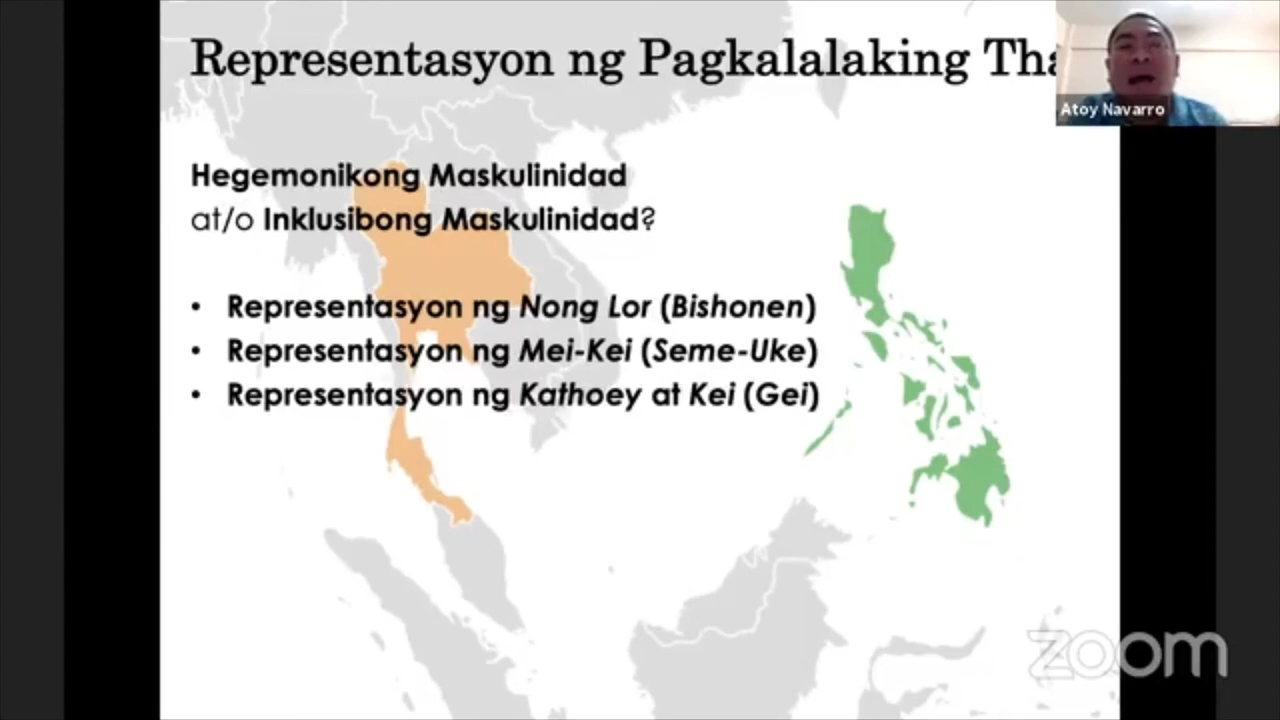 Representasyon ng Pagkalalaking Tha
Atoy Navarro
Hegemonikong Maskulinidad
at/o Inklusibong Maskulinidad?
• Representasyon ng Nong Lor (Bishonen)
• Representasyon ng Mei-Kei (Seme-Uke)
• Representasyon ng Kathoey at Kei (Gei)
zoom